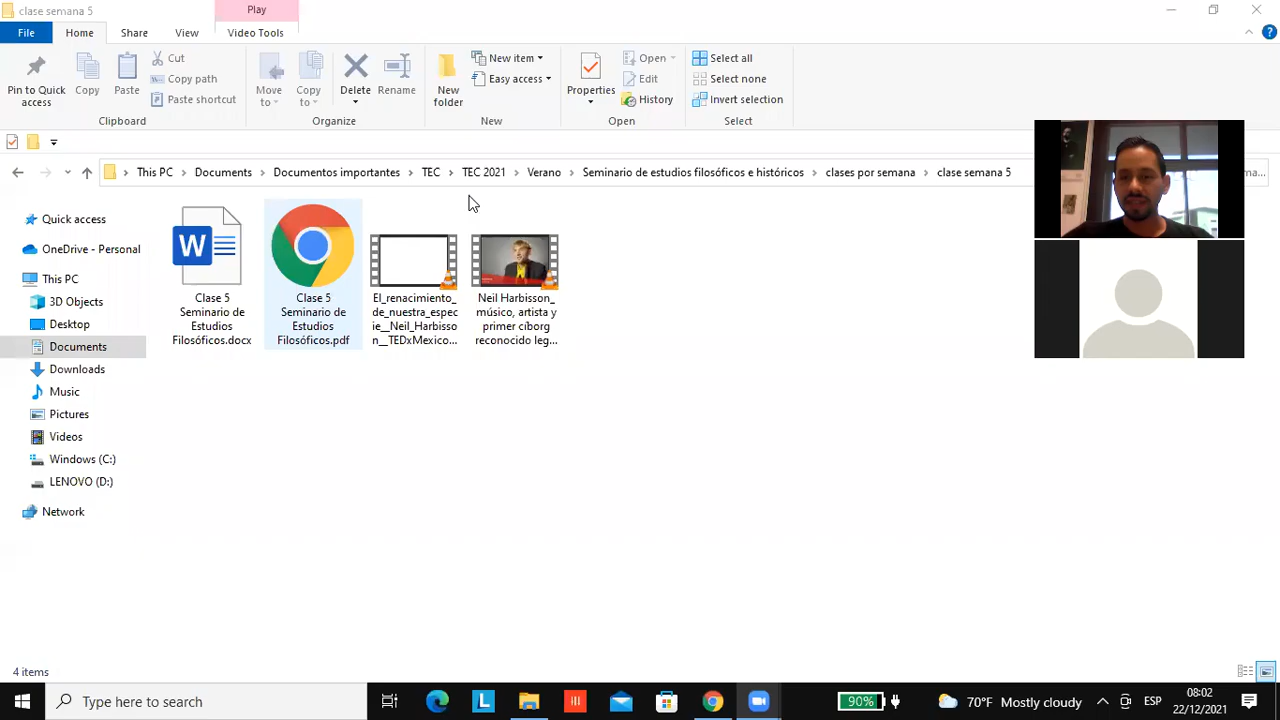 clase semana 5
Play
File
Home
Share
View
Video Tools
Pin to Quick access
Copy
Paste
Cut
Copy path
Paste shortcut
Clipboard
Move to
Copy to
Delete
Rename
Organize
New folder
New item
Easy access
New
Properties
Open
Edit
History
Open
Select all
Select none
Invert selection
Select
This PC > Documents > Documentos importantes > TEC > TEC 2021 > Verano > Seminario de estudios filosóficos e históricos > clases por semana > clase semana 5
ma...
Quick access
OneDrive - Personal
This PC
3D Objects
Desktop
Documents
Downloads
Music
Pictures
Videos
Windows (C:)
LENOVO (D:)
Network
W
Clase 5
Seminario de
Estudios
Filosóficos.docx
Clase 5
Seminario de
Estudios
Filosóficos.pdf
El_renacimiento_
de_nuestra_espec
ie__Neil_Harbisso
n__TEDxMexico...
Neil Harbisson_
músico, artista y
primer cíborg
reconocido leg...
4 items
Type here to search
L
90%
70°F Mostly cloudy
ESP
08:02
22/12/2021